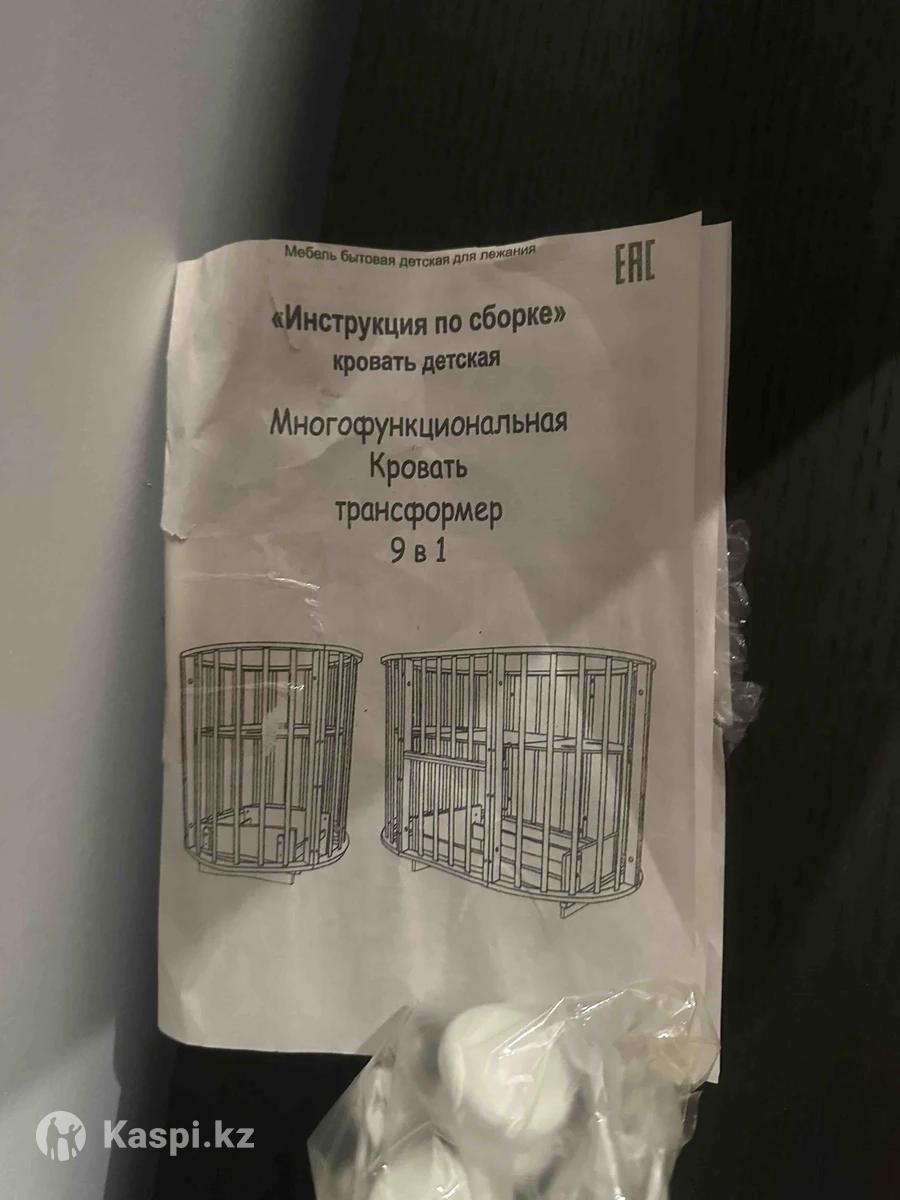 Мебель бытовая детская для лежания
EAC
«Инструкция по сборке»
кровать детская
Многофункциональная
Кровать
трансформер
9 в 1
Kaspi.kz